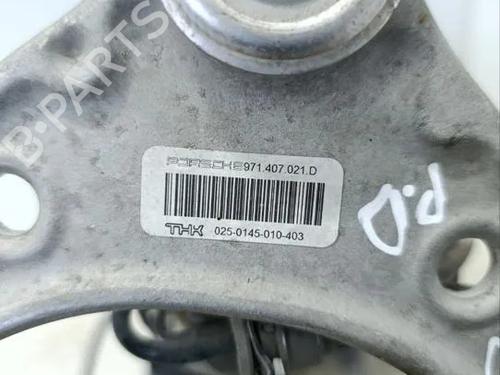 B-PARTS
PORSCHE 971.407.021.D
THK 025-0145-010-403
P.D